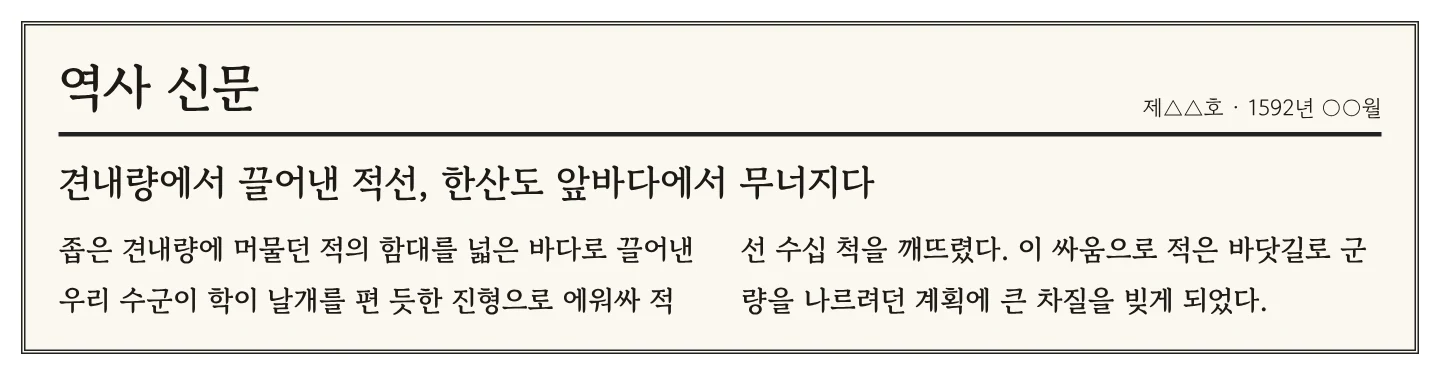 역사 신문
제△△호 · 1592년 ○○월
견내량에서 끌어낸 적선, 한산도 앞바다에서 무너지다
좁은 견내량에 머물던 적의 함대를 넓은 바다로 끌어낸
우리 수군이 학이 날개를 편 듯한 진형으로 에워싸 적
선 수십 척을 깨뜨렸다. 이 싸움으로 적은 바닷길로 군
량을 나르려던 계획에 큰 차질을 빚게 되었다.